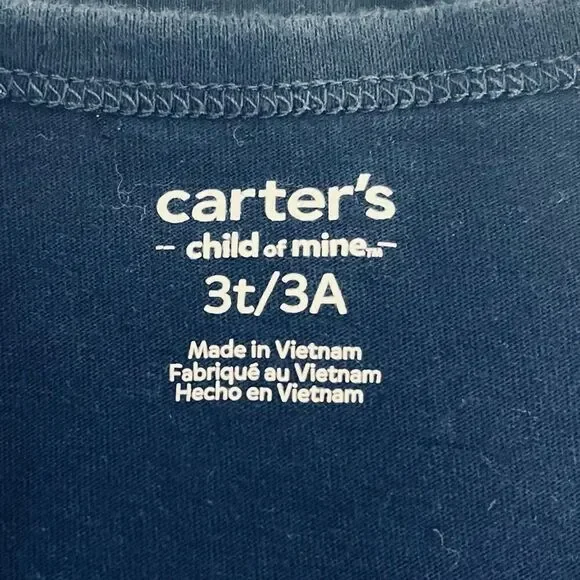 carter's
- child of mine™ -
3t/3A
Made in Vietnam
Fabriqué au Vietnam
Hecho en Vietnam